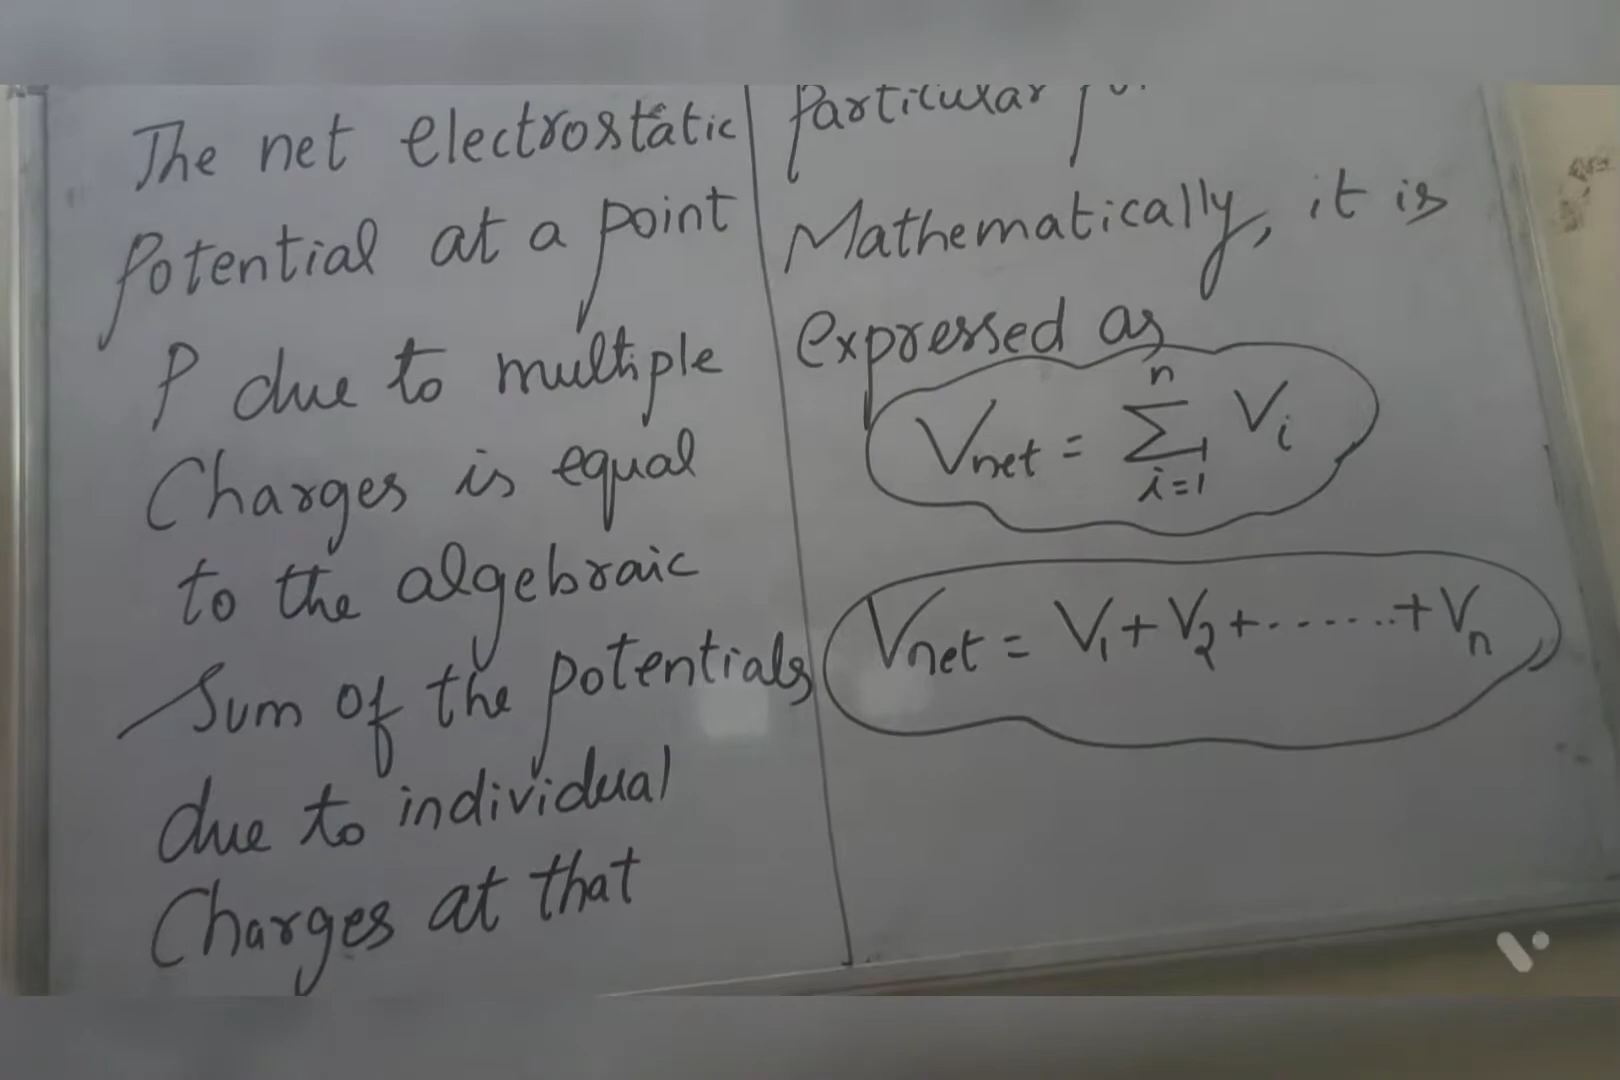 The net electrostatic
Potential at a point
P due to multiple
Charges is equal
to the algebraic
Sum of the potentials
due to individual
Charges at that
Particular
Mathematically, it is
expressed as
Vnet = n∑i=1 Vi
Vnet = V1 + V2 + ....... + Vn